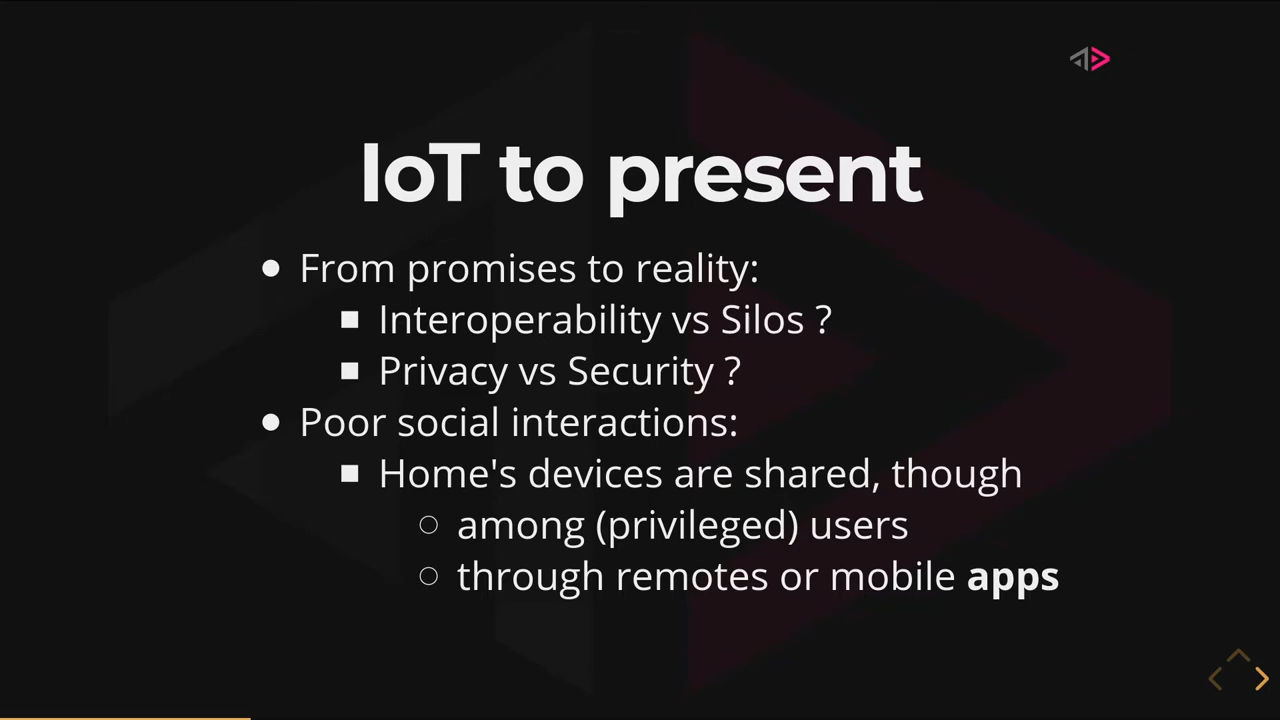 IoT to present
From promises to reality:
Interoperability vs Silos ?
Privacy vs Security ?
Poor social interactions:
Home's devices are shared, though
among (privileged) users
through remotes or mobile apps